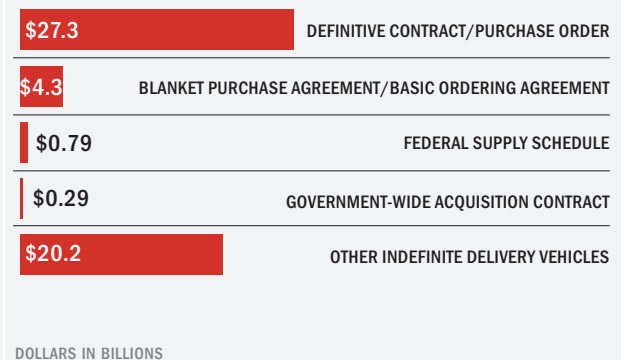 $27.3 DEFINITIVE CONTRACT/PURCHASE ORDER
$4.3 BLANKET PURCHASE AGREEMENT/BASIC ORDERING AGREEMENT
$0.79 FEDERAL SUPPLY SCHEDULE
$0.29 GOVERNMENT-WIDE ACQUISITION CONTRACT
$20.2 OTHER INDEFINITE DELIVERY VEHICLES
DOLLARS IN BILLIONS